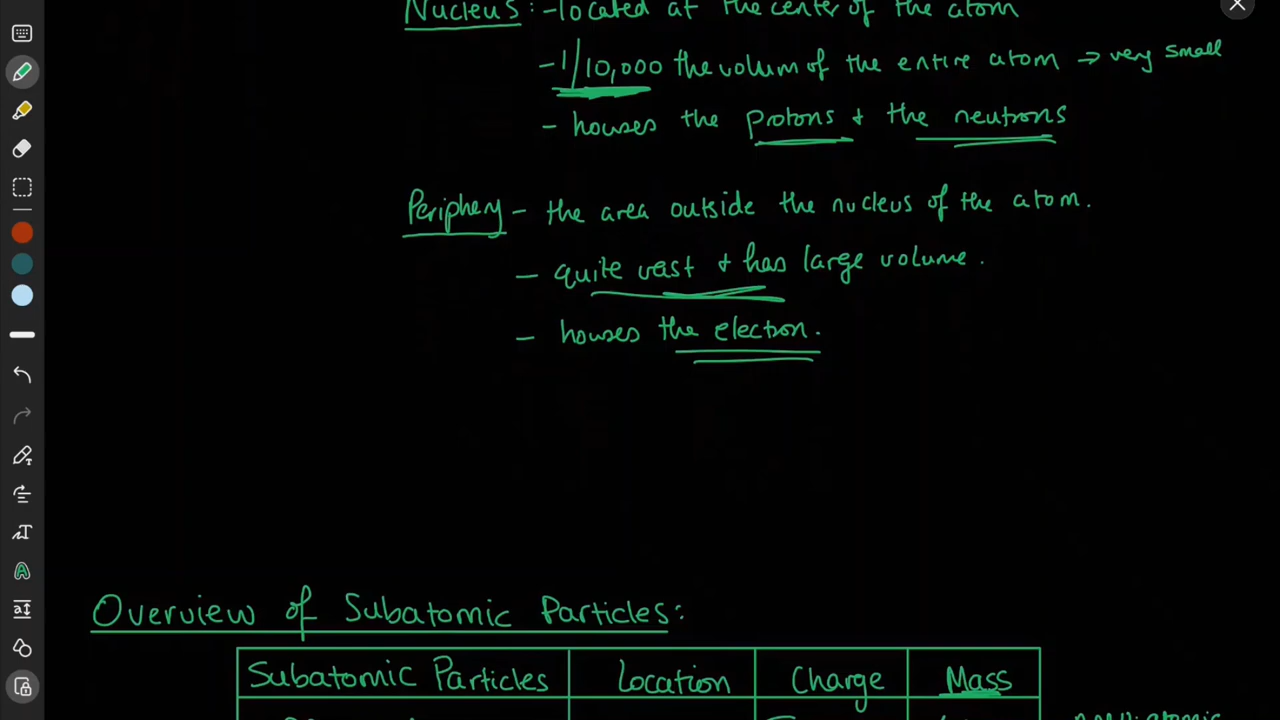 Nucleus: - located at the center of the atom
- 1/10,000 the volum of the entire atom → very small
- houses the protons + the neutrons
Periphery - the area outside the nucleus of the atom.
- quite vast + has large volume.
- houses the electron.
Overview of Subatomic Particles:
Subatomic Particles Location Charge Mass